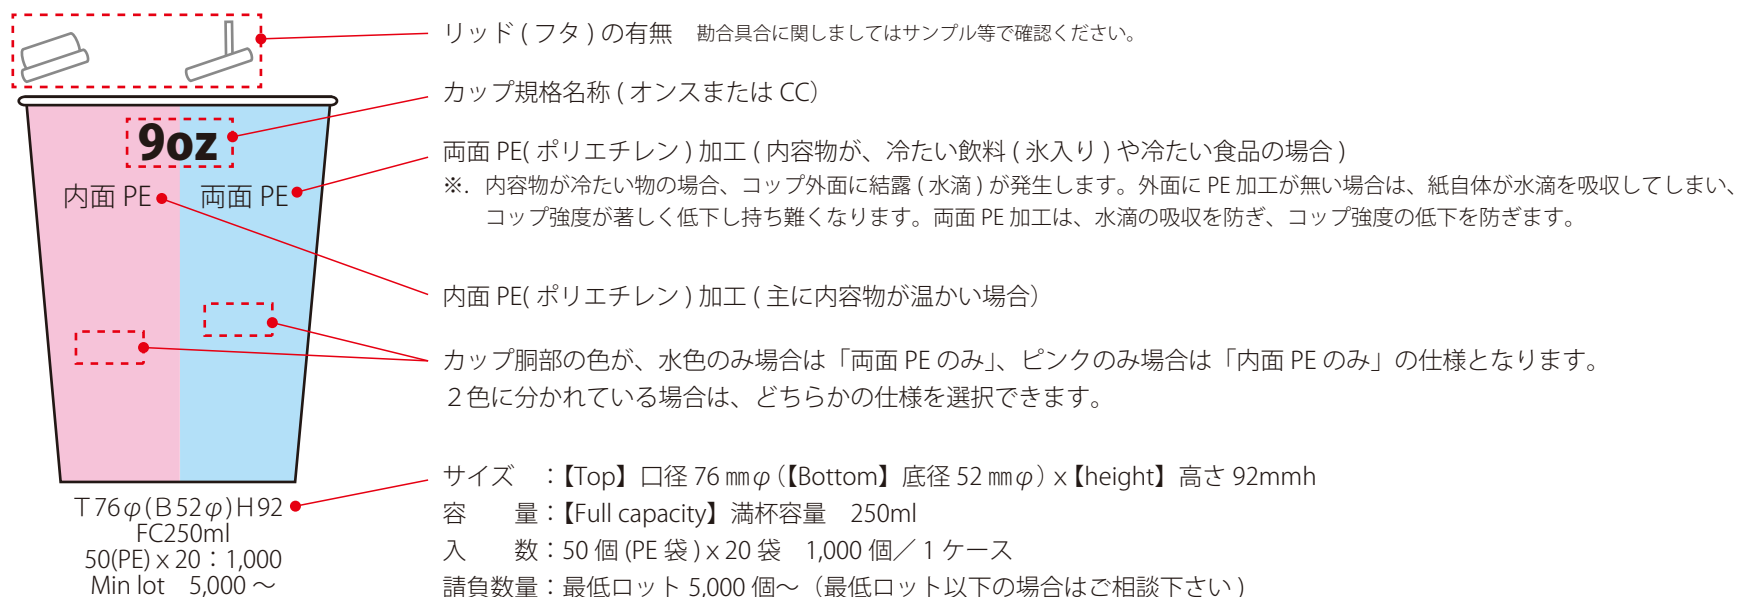 リッド ( フタ ) の有無　勘合具合に関しましてはサンプル等で確認ください。
カップ規格名称 ( オンスまたは CC）
9oz
両面 PE( ポリエチレン ) 加工 ( 内容物が、冷たい飲料 ( 氷入り ) や冷たい食品の場合 )
※. 内容物が冷たい物の場合、コップ外面に結露 ( 水滴 ) が発生します。外面に PE 加工が無い場合は、紙自体が水滴を吸収してしまい、
コップ強度が著しく低下し持ち難くなります。両面 PE 加工は、水滴の吸収を防ぎ、コップ強度の低下を防ぎます。
内面 PE
両面 PE
内面 PE( ポリエチレン ) 加工 ( 主に内容物が温かい場合）
カップ胴部の色が、水色のみ場合は「両面 PE のみ」、ピンクのみ場合は「内面 PE のみ」の仕様となります。
２色に分かれている場合は、どちらかの仕様を選択できます。
サイズ　：【Top】口径 76 ㎜φ（【Bottom】底径 52 ㎜φ）x【height】高さ 92mmh
容　　量：【Full capacity】満杯容量　250ml
入　　数：50 個 (PE 袋 ) x 20 袋　1,000 個／ 1 ケース
請負数量：最低ロット 5,000 個～（最低ロット以下の場合はご相談下さい )
T 76φ(B 52φ) H 92
FC250ml
50(PE) x 20：1,000
Min lot　5,000 ～